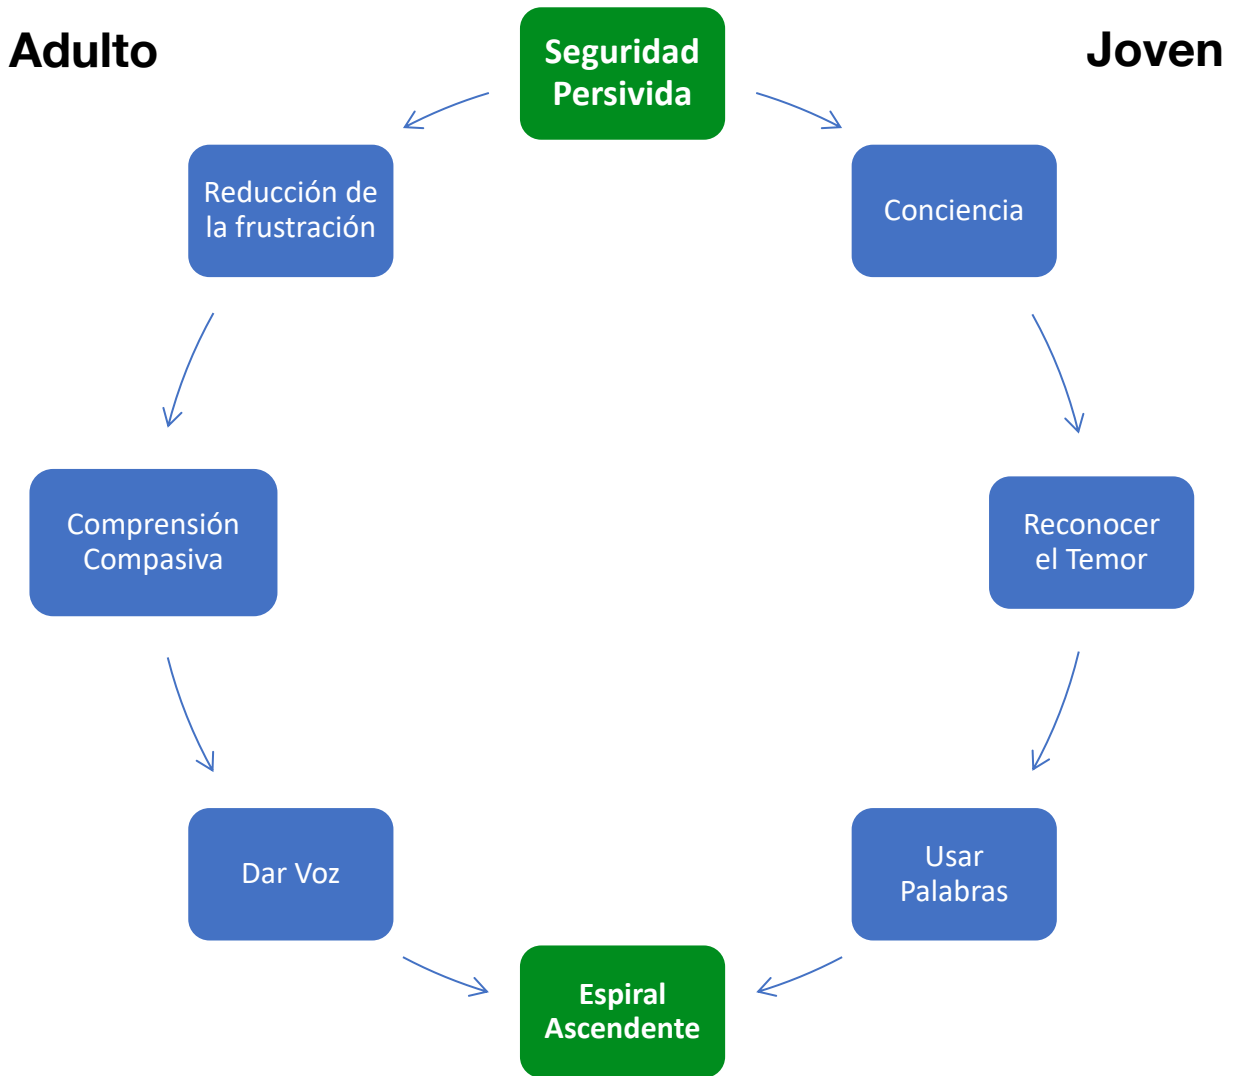 Adulto
Joven
Seguridad
Persivida
Reducción de
la frustración
Conciencia
Comprensión
Compasiva
Reconocer
el Temor
Dar Voz
Usar
Palabras
Espiral
Ascendente